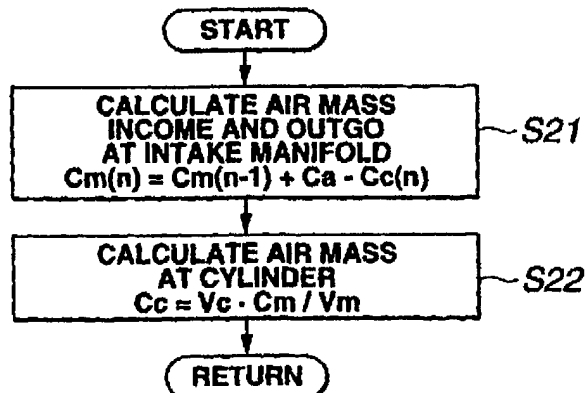 START
CALCULATE AIR MASS
INCOME AND OUTGO
AT INTAKE MANIFOLD
Cm(n) = Cm(n-1) + Ca - Cc(n)
S21
CALCULATE AIR MASS
AT CYLINDER
Cc = Vc · Cm / Vm
S22
RETURN